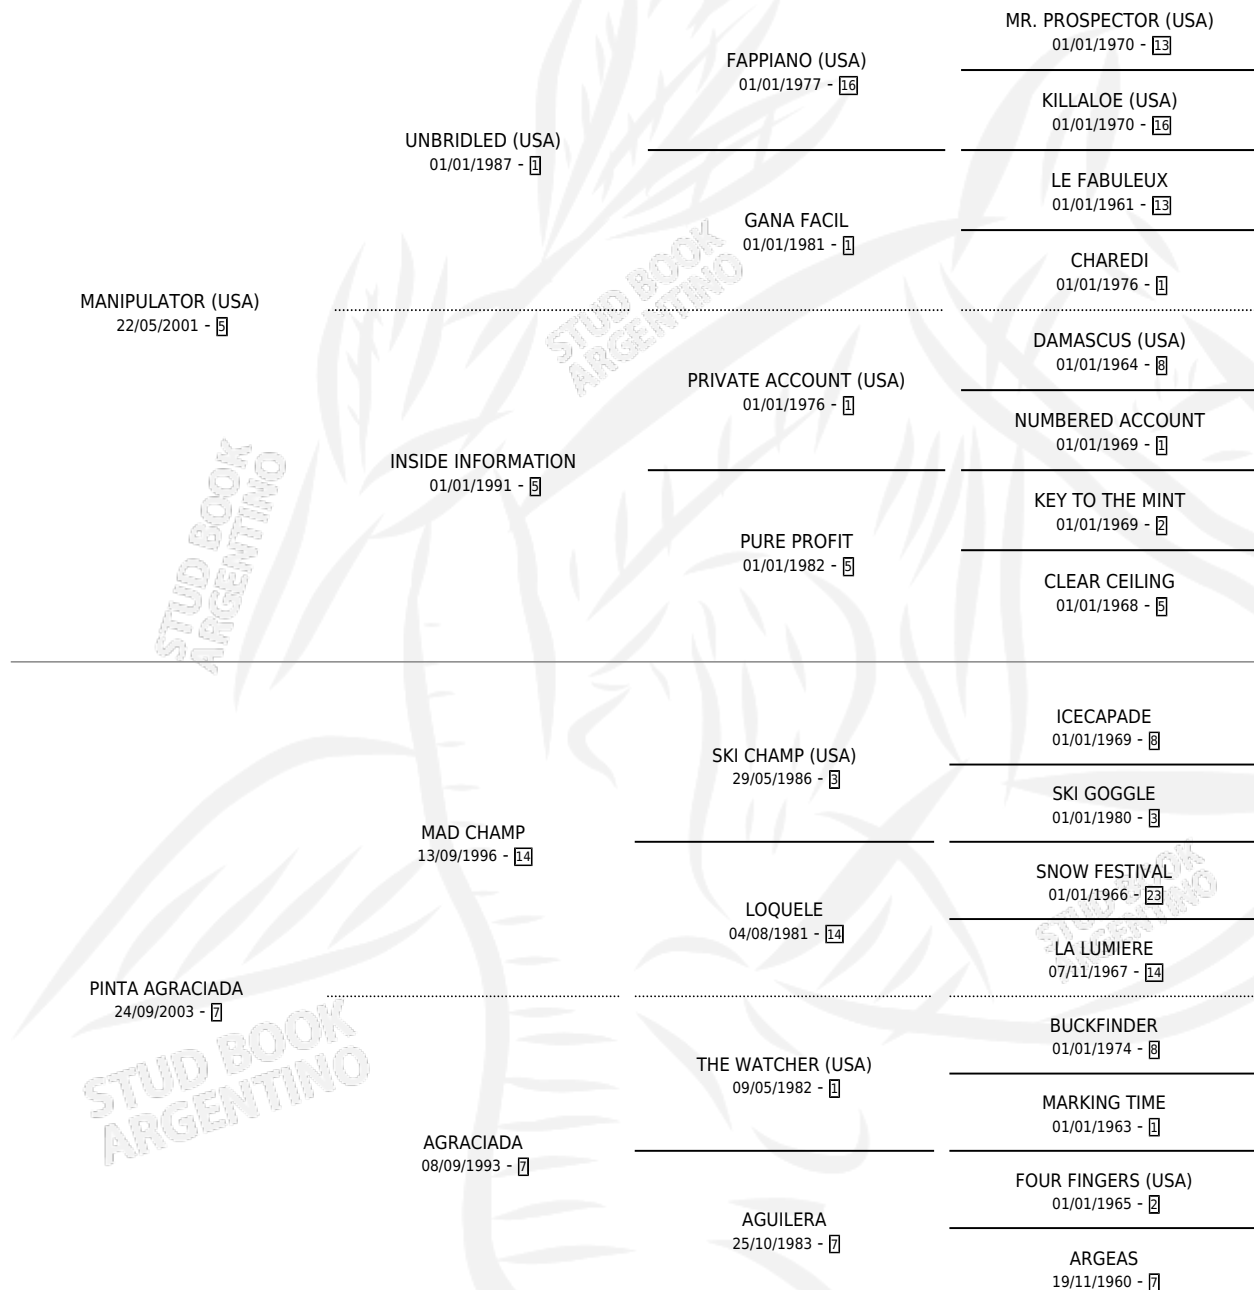 MR. PROSPECTOR (USA)
01/01/1970 - 13
FAPPIANO (USA)
01/01/1977 - 16
KILLALOE (USA)
01/01/1970 - 16
UNBRIDLED (USA)
01/01/1987 - 1
LE FABULEUX
01/01/1961 - 13
GANA FACIL
01/01/1981 - 1
CHAREDI
01/01/1976 - 1
MANIPULATOR (USA)
22/05/2001 - 5
DAMASCUS (USA)
01/01/1964 - 8
PRIVATE ACCOUNT (USA)
01/01/1976 - 1
NUMBERED ACCOUNT
01/01/1969 - 1
INSIDE INFORMATION
01/01/1991 - 5
KEY TO THE MINT
01/01/1969 - 2
PURE PROFIT
01/01/1982 - 5
CLEAR CEILING
01/01/1968 - 5
ICECAPADE
01/01/1969 - 8
SKI CHAMP (USA)
29/05/1986 - 3
SKI GOGGLE
01/01/1980 - 3
MAD CHAMP
13/09/1996 - 14
SNOW FESTIVAL
01/01/1966 - 23
LOQUELE
04/08/1981 - 14
LA LUMIERE
07/11/1967 - 14
PINTA AGRACIADA
24/09/2003 - 7
BUCKFINDER
01/01/1974 - 8
THE WATCHER (USA)
09/05/1982 - 1
MARKING TIME
01/01/1963 - 1
AGRACIADA
08/09/1993 - 7
FOUR FINGERS (USA)
01/01/1965 - 2
AGUILERA
25/10/1983 - 7
ARGEAS
19/11/1960 - 7
STUD BOOK
ARGENTINO
STUD BOOK
ARGENTINO
STUD BOOK
ARGENTINO
STUD BOOK
ARGENTINO